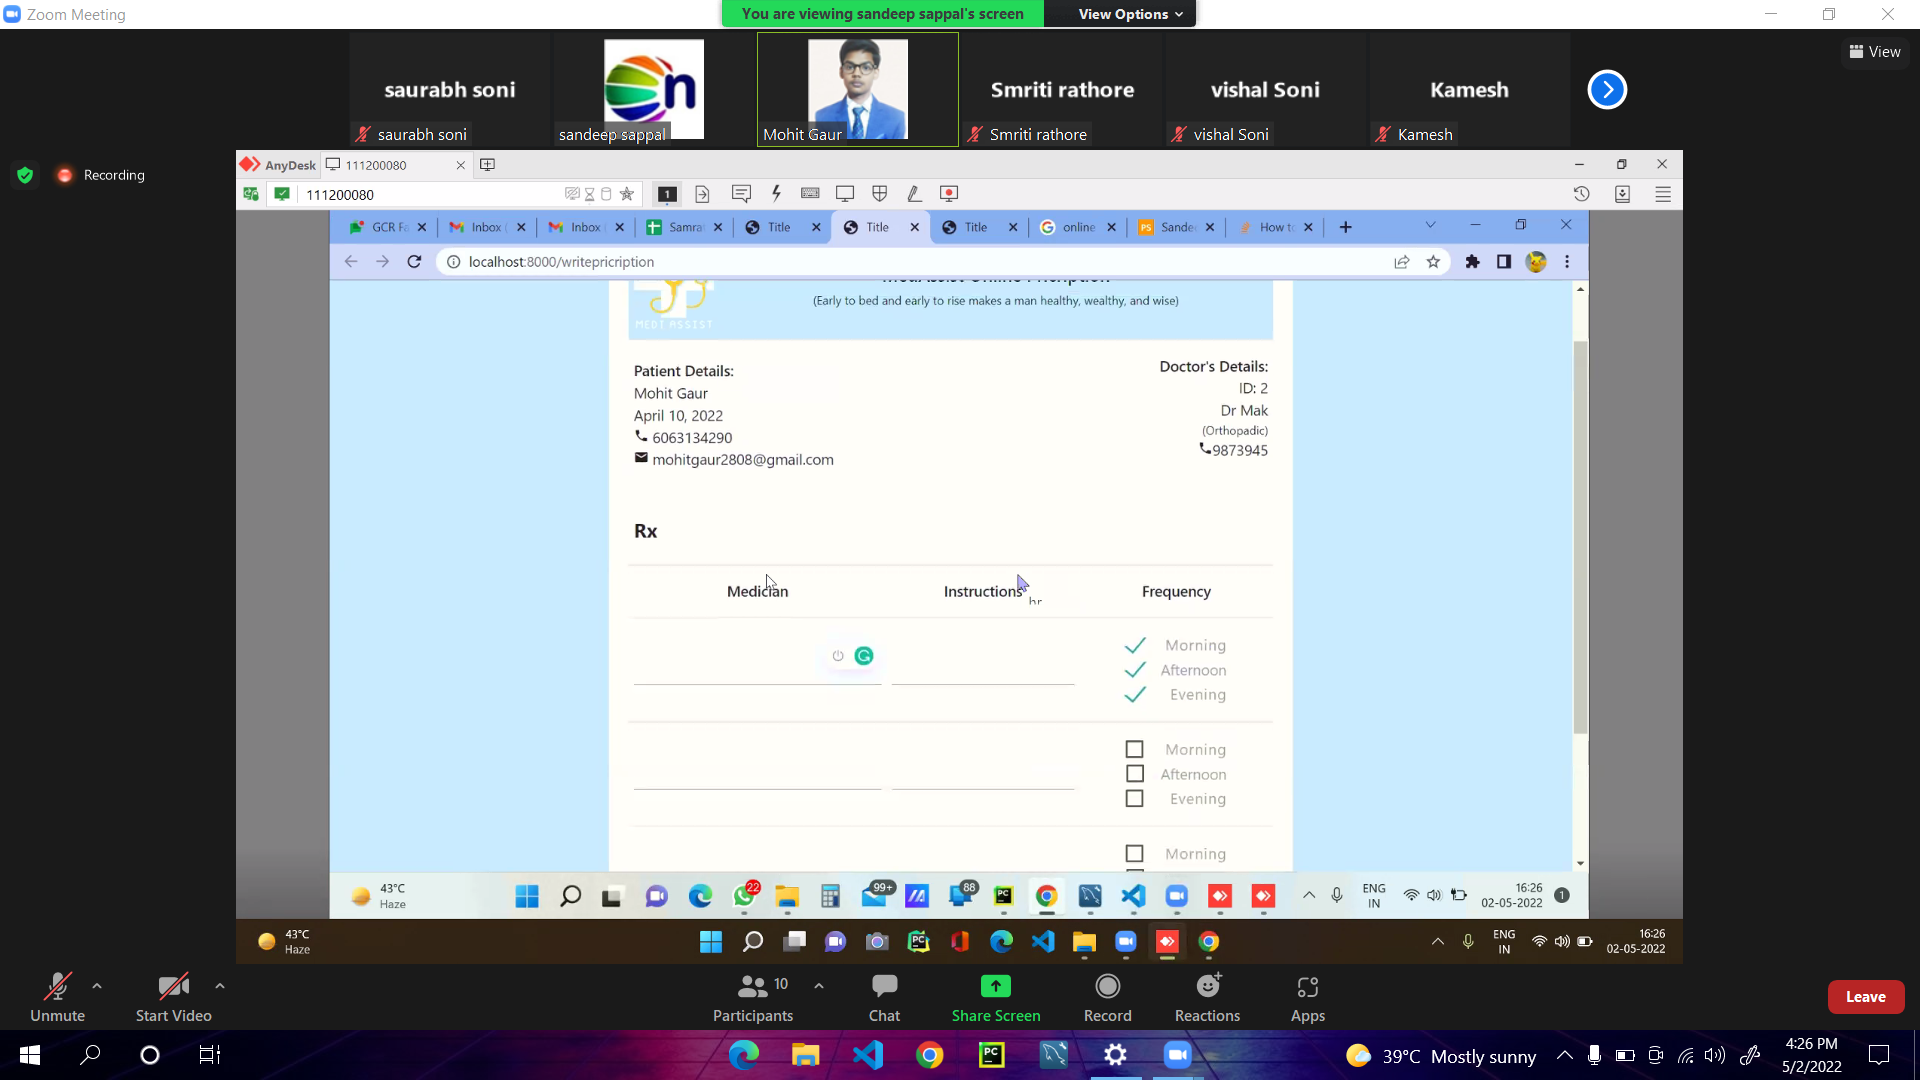 Zoom Meeting
You are viewing sandeep sappal's screen
View Options
View
saurabh soni
saurabh soni
n
sandeep sappal
Mohit Gaur
Smriti rathore
Smriti rathore
vishal Soni
vishal Soni
Kamesh
Kamesh
Recording
AnyDesk
111200080
111200080
1
GCR Fa
Inbox (
Inbox (
Samra
Title
Title
Title
online
Sande
How to
localhost:8000/writepricription
(Early to bed and early to rise makes a man healthy, wealthy, and wise)
MEDI ASSIST
Patient Details:
Mohit Gaur
April 10, 2022
6063134290
mohitgaur2808@gmail.com
Doctor's Details:
ID: 2
Dr Mak
(Orthopadic)
9873945
Rx
Medician
Instructions
Frequency
Morning
Afternoon
Evening
Morning
Afternoon
Evening
Morning
43°C
Haze
22
99+
88
ENG
IN
16:26
02-05-2022
1
43°C
Haze
ENG
IN
16:26
02-05-2022
Unmute
Start Video
10
Participants
Chat
Share Screen
Record
Reactions
Apps
Leave
39°C Mostly sunny
4:26 PM
5/2/2022